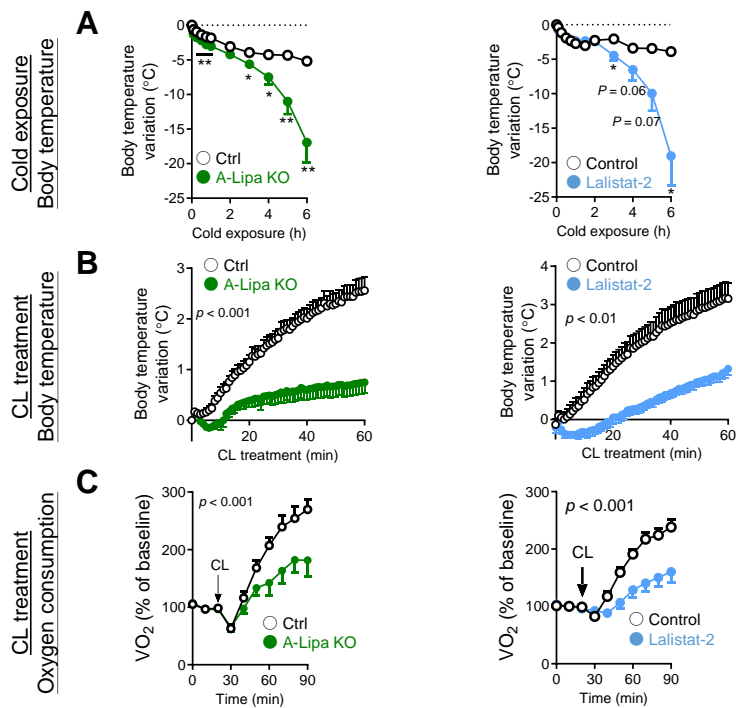 A
Cold exposure
Body temperature
Body temperature
variation (°C)
0
-5
-10
-15
-20
-25
**
*
*
**
**
Ctrl
A-Lipa KO
0 2 4 6
Cold exposure (h)
Body temperature
variation (°C)
0
-5
-10
-15
-20
-25
*
P = 0.06
P = 0.07
*
Control
Lalistat-2
0 2 4 6
Cold exposure (h)
B
CL treatment
Body temperature
Body temperature
variation (°C)
3
2
1
0
Ctrl
A-Lipa KO
p < 0.001
0 20 40 60
CL treatment (min)
Body temperature
variation (°C)
4
3
2
1
0
Control
Lalistat-2
p < 0.01
0 20 40 60
CL treatment (min)
C
CL treatment
Oxygen consumption
VO2 (% of baseline)
300
200
100
0
p < 0.001
CL
Ctrl
A-Lipa KO
0 30 60 90
Time (min)
VO2 (% of baseline)
300
200
100
0
p < 0.001
CL
Control
Lalistat-2
0 30 60 90
Time (min)